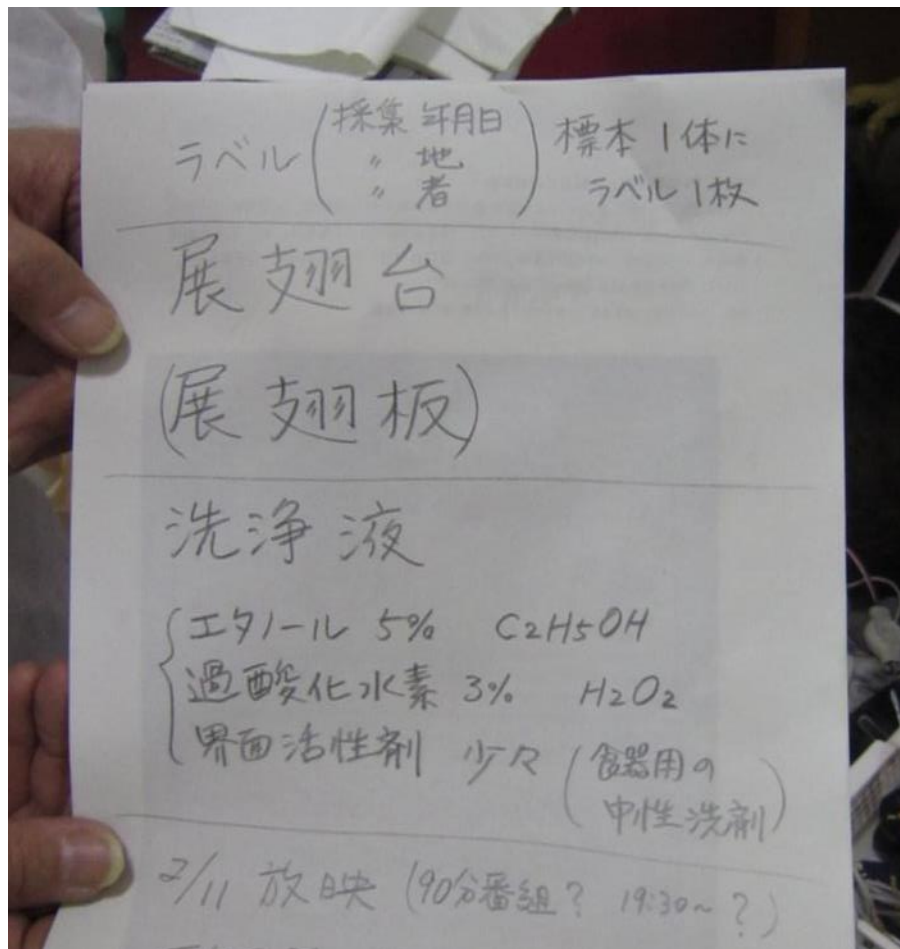 ラベル (採集 年月日 標本 1体に
〃 地
〃 者) ラベル 1枚
展翅台
(展翅板)
洗浄液
エタノール 5% C2H5OH
過酸化水素 3% H2O2
界面活性剤 少々 (食器用の
中性洗剤)
2/11 放映 (90分番組? 19:30~?)